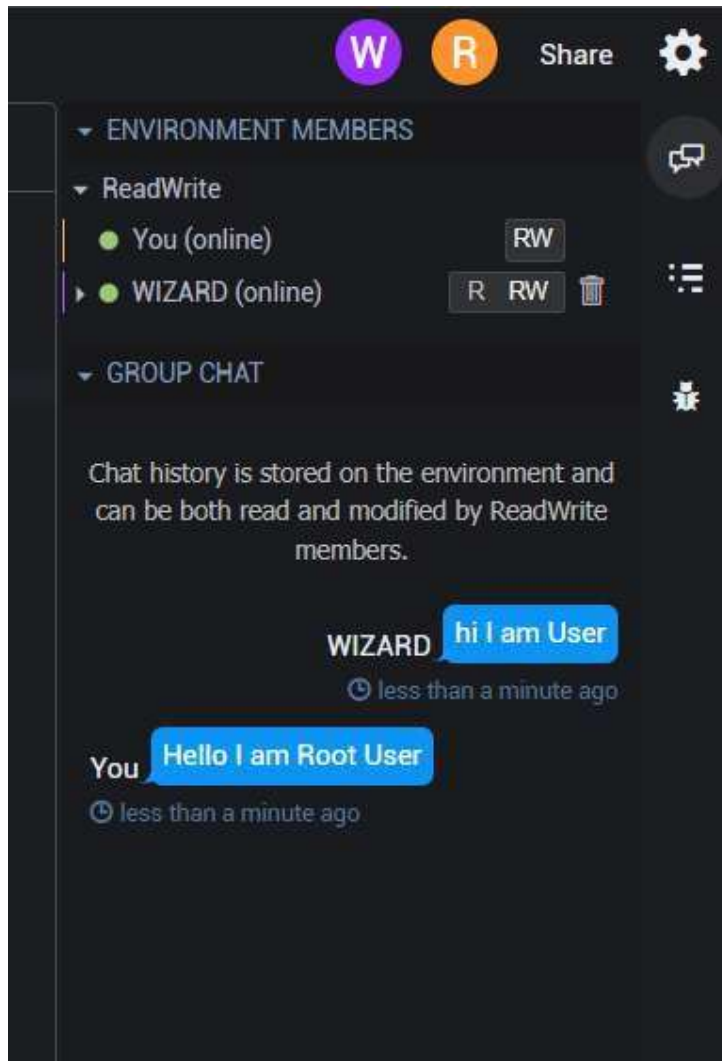 W R Share
ENVIRONMENT MEMBERS
ReadWrite
You (online) RW
WIZARD (online) R RW
GROUP CHAT
Chat history is stored on the environment and
can be both read and modified by ReadWrite
members.
WIZARD hi I am User
less than a minute ago
You Hello I am Root User
less than a minute ago